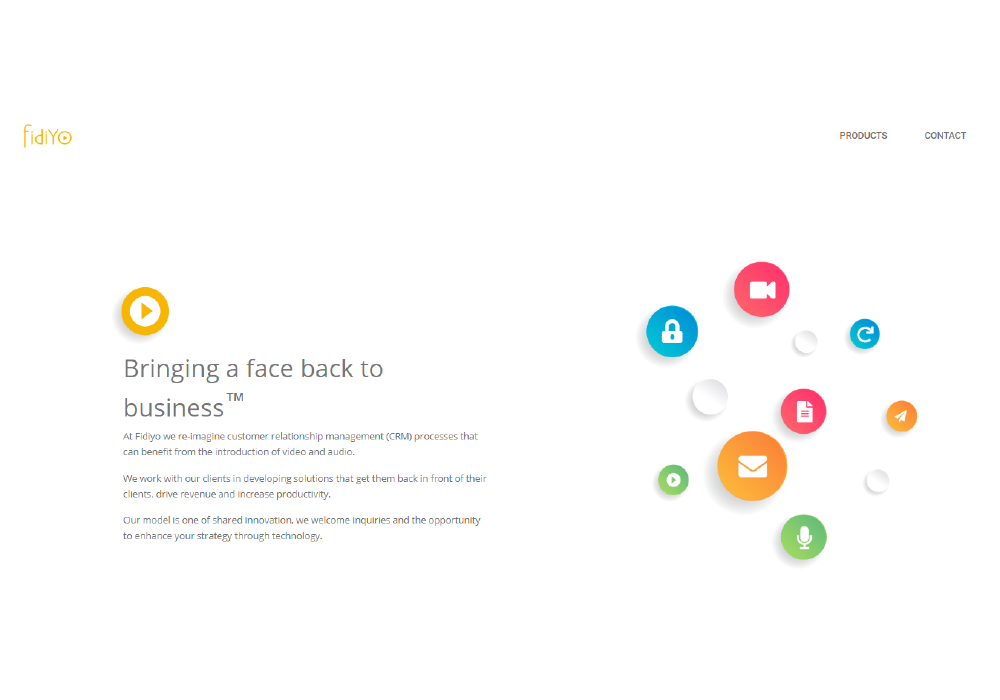 fidiYo
PRODUCTS
CONTACT
Bringing a face back to
business™
At Fidiyo we re-imagine customer relationship management (CRM) processes that
can benefit from the introduction of video and audio.
We work with our clients in developing solutions that get them back in front of their
clients, drive revenue and increase productivity.
Our model is one of shared innovation, we welcome inquiries and the opportunity
to enhance your strategy through technology.